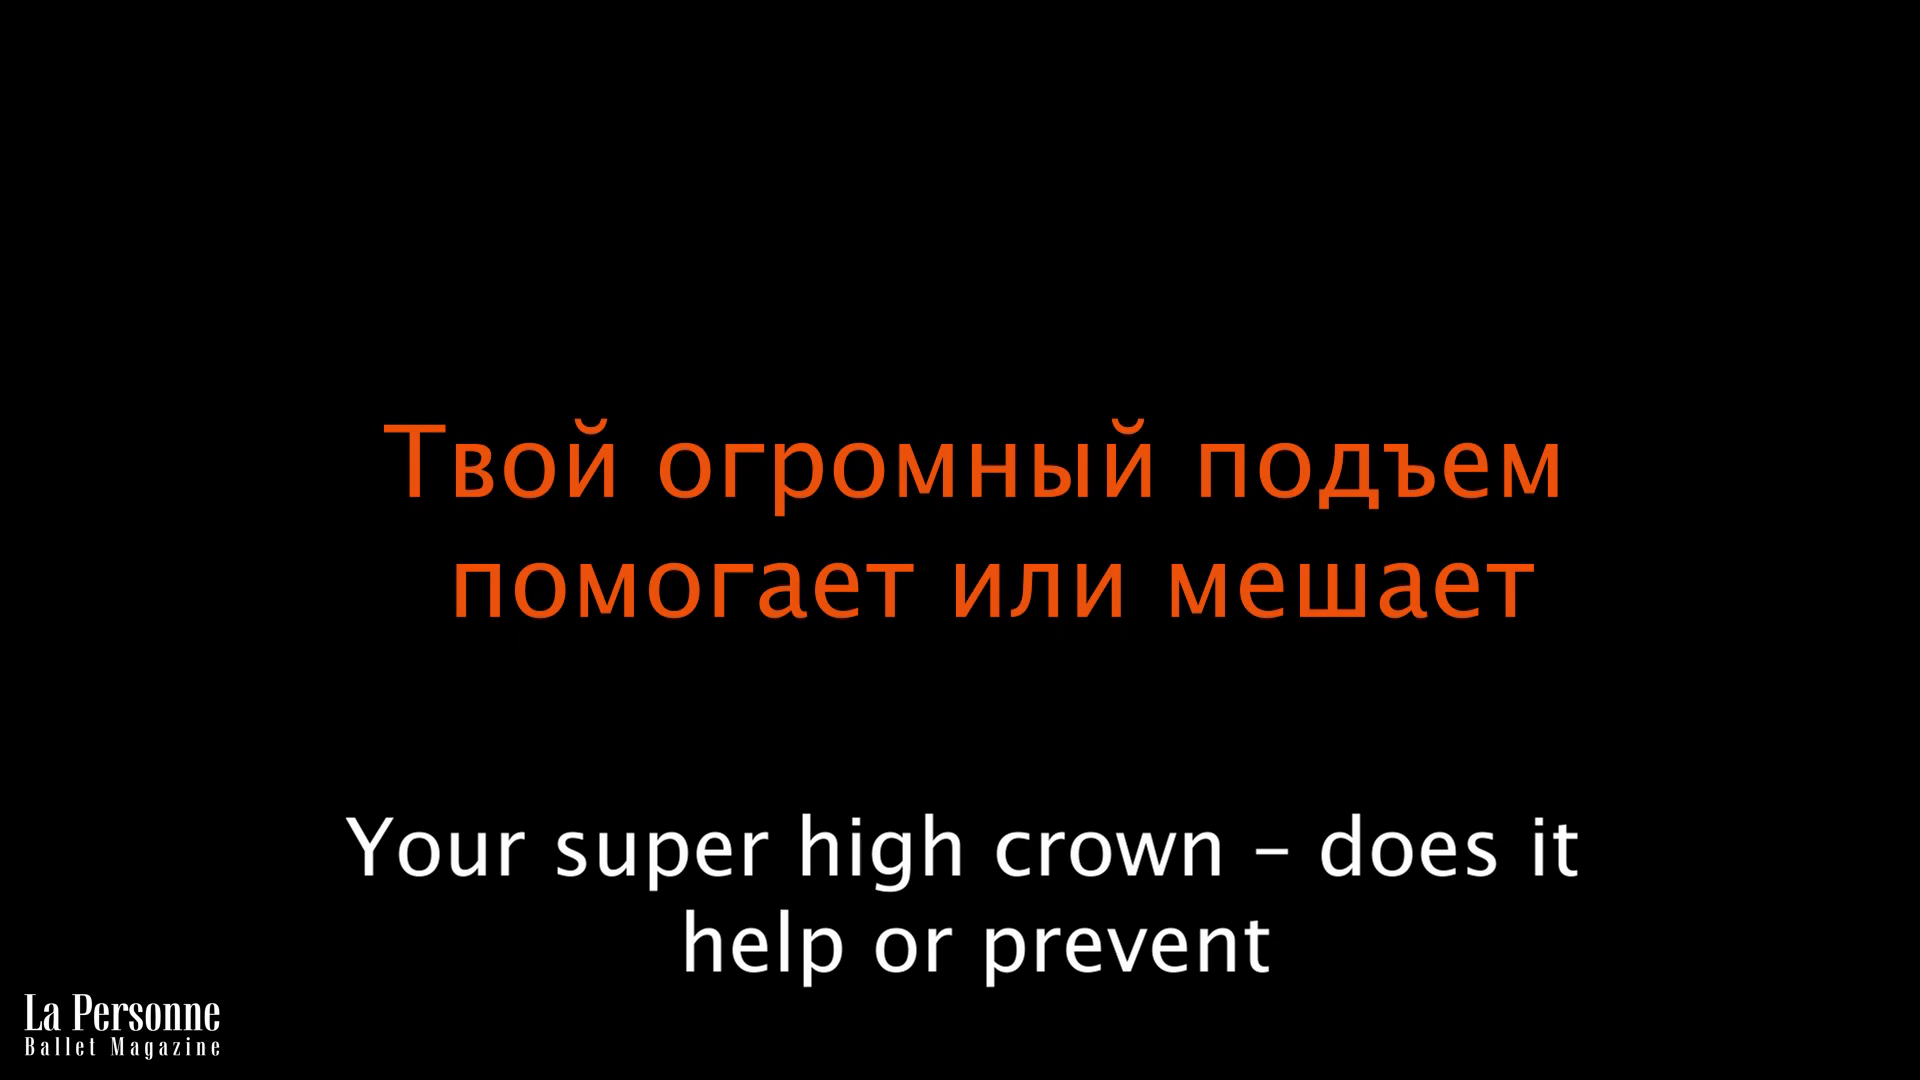 Твой огромный подъем
помогает или мешает
Your super high crown – does it
help or prevent
La Personne
Ballet Magazine